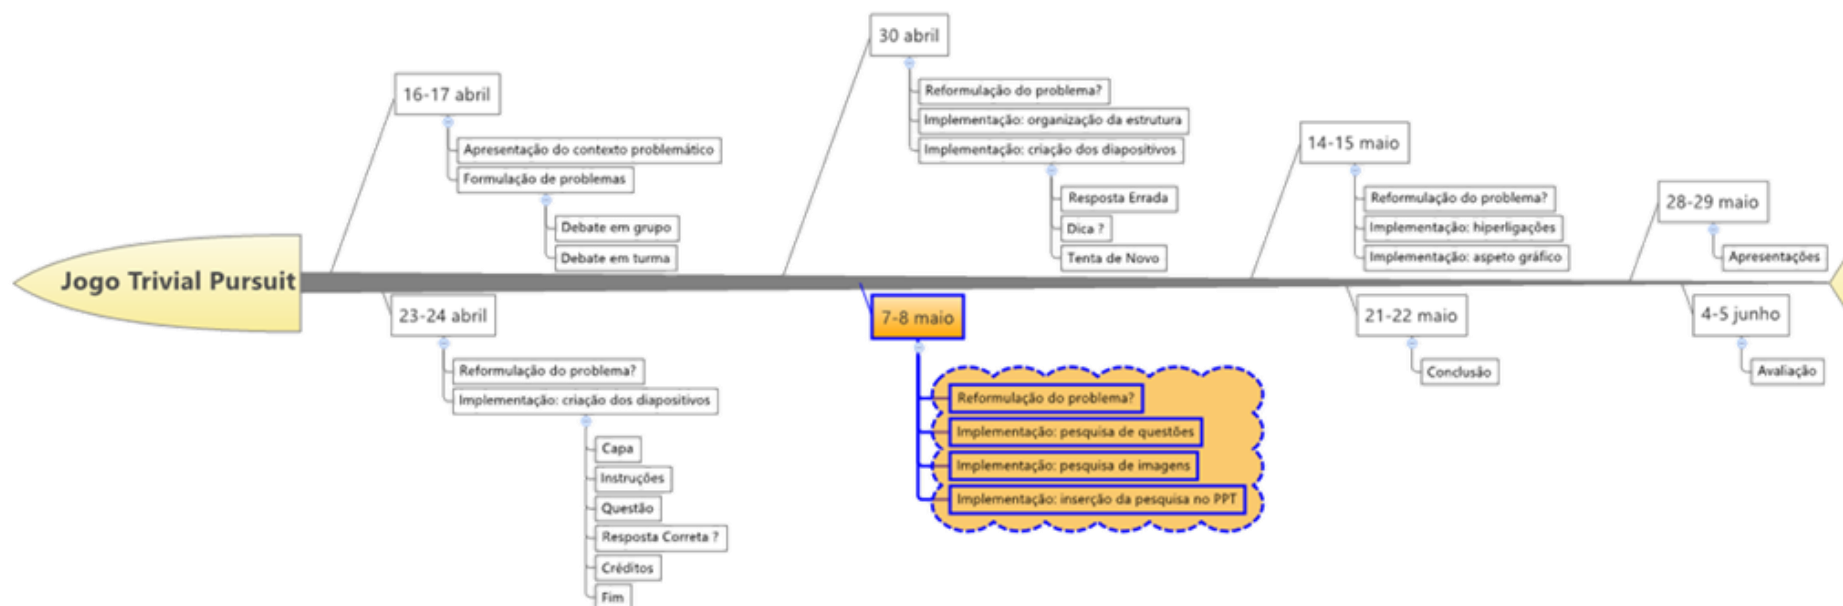 Jogo Trivial Pursuit
16-17 abril
Apresentação do contexto problemático
Formulação de problemas
Debate em grupo
Debate em turma
23-24 abril
Reformulação do problema?
Implementação: criação dos diapositivos
Capa
Instruções
Questão
Resposta Correta ?
Créditos
Fim
30 abril
Reformulação do problema?
Implementação: organização da estrutura
Implementação: criação dos diapositivos
Resposta Errada
Dica ?
Tenta de Novo
7-8 maio
Reformulação do problema?
Implementação: pesquisa de questões
Implementação: pesquisa de imagens
Implementação: inserção da pesquisa no PPT
14-15 maio
Reformulação do problema?
Implementação: hiperligações
Implementação: aspeto gráfico
21-22 maio
Conclusão
28-29 maio
Apresentações
4-5 junho
Avaliação